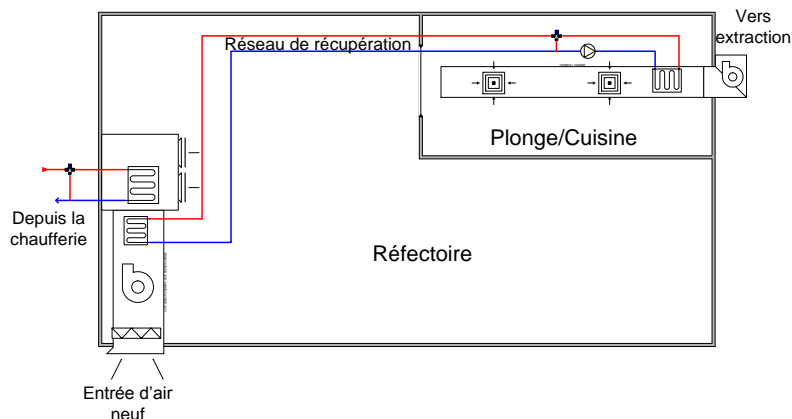 Vers
extraction
Réseau de récupération
Plonge/Cuisine
Depuis la
chaufferie
Réfectoire
Entrée d'air
neuf